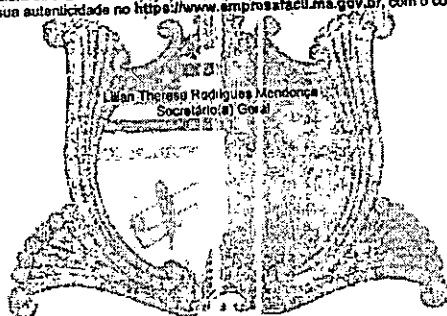 sua autenticidade no https://www.empresafacil.ma.gov.br, com o có
Lilian Theresa Rodrigues Mendonça
Secretário(a) Geral